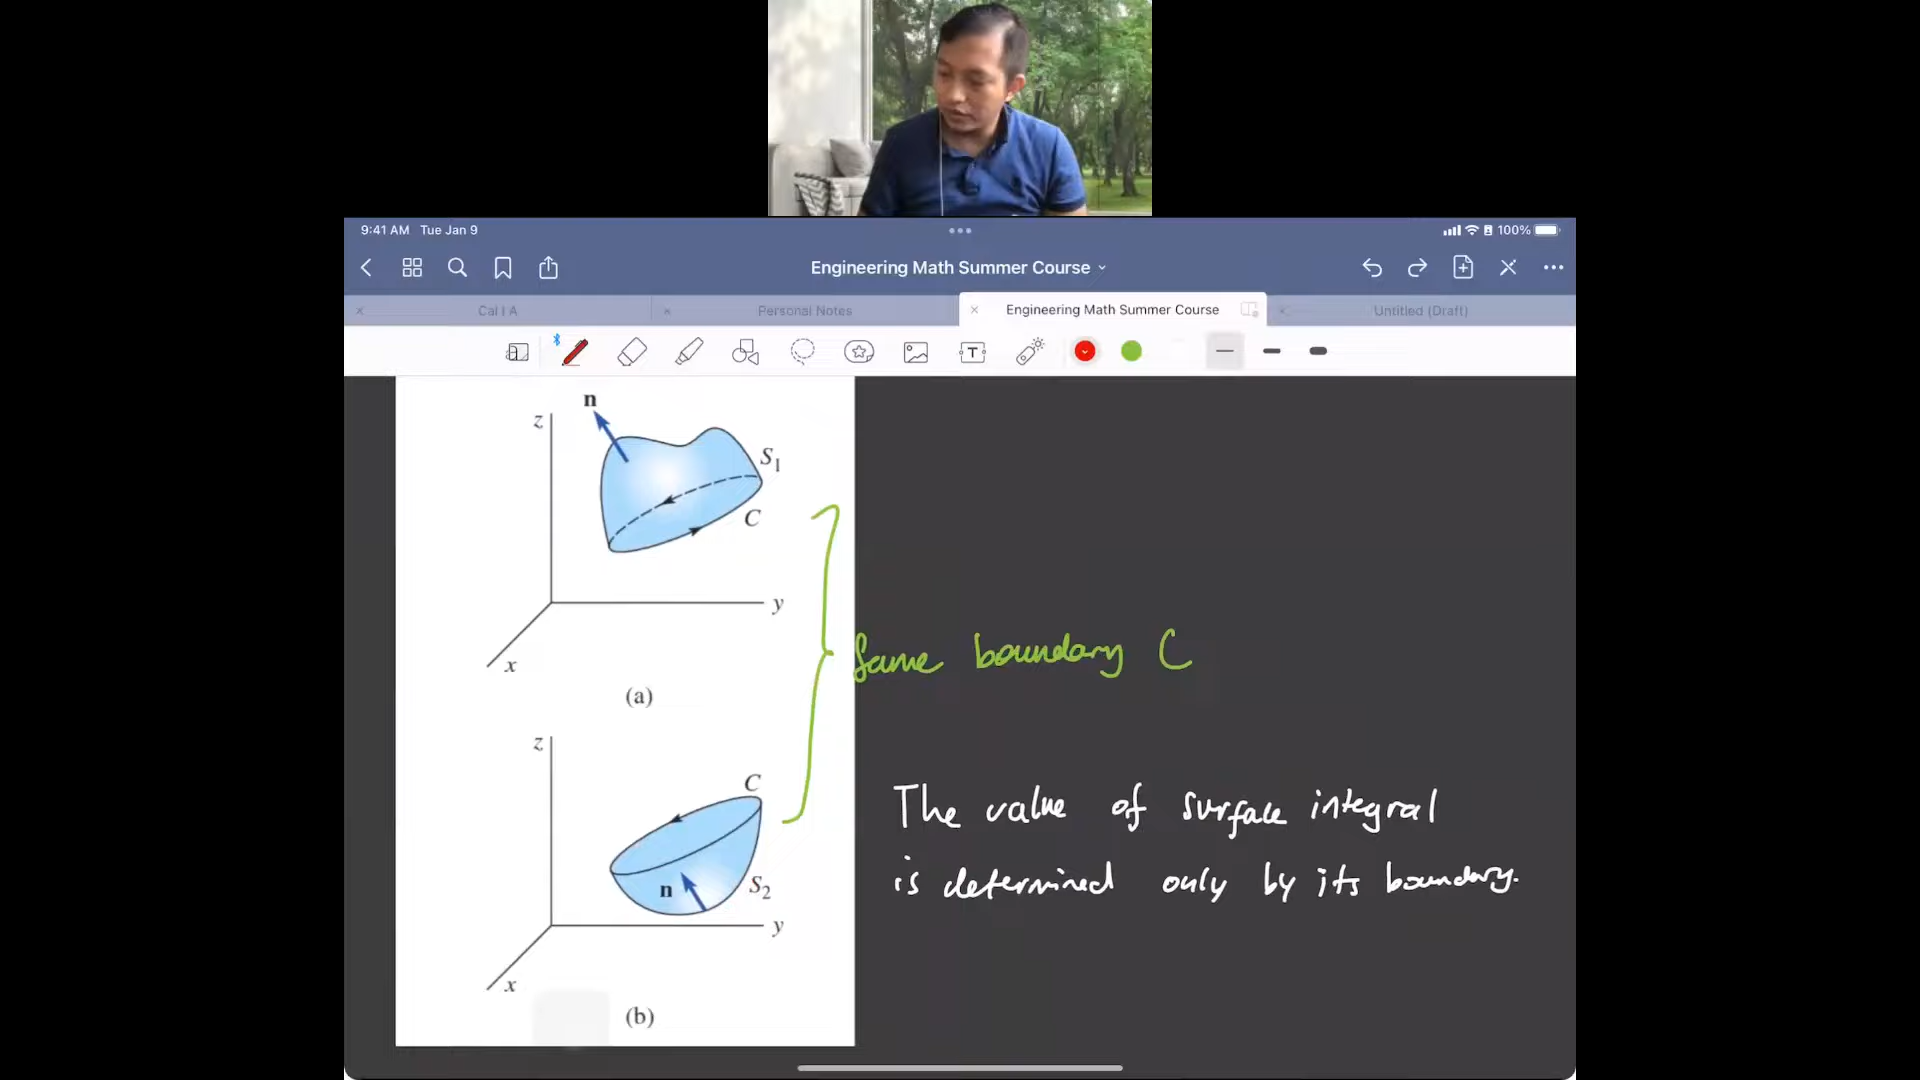 9:41 AM Tue Jan 9
100%
Engineering Math Summer Course
Cal I A
Personal Notes
Engineering Math Summer Course
Untitled (Draft)
n
z
S1
C
y
x
(a)
Same boundary C
z
C
The value of surface integral
is determined only by its boundary.
n
S2
y
x
(b)